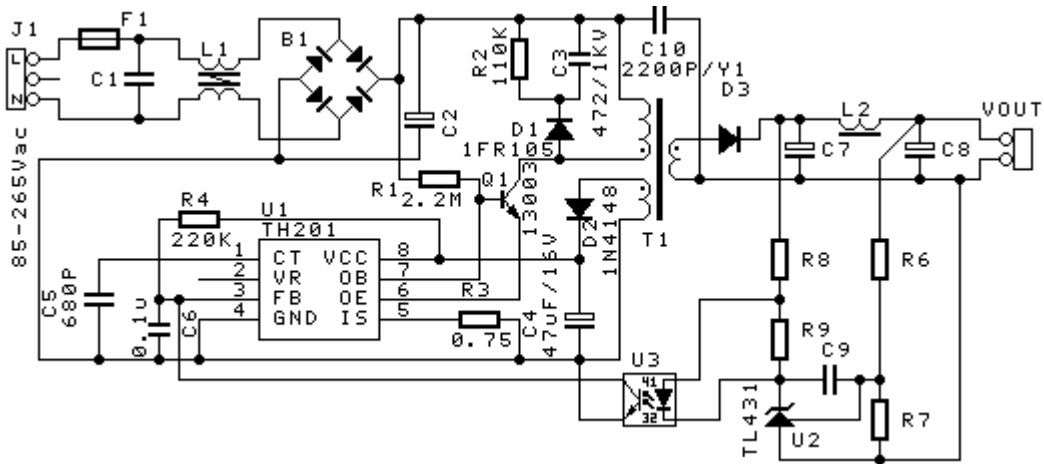 J1
F1
L
N
C1
L1
B1
C2
R2
110K
C3
472/1KV
C10
2200P/Y1
D3
D1
1FR105
L2
VOUT
C7
C8
85-265Vac
R1
2.2M
Q1
13003
D2
1N4148
T1
R4
220K
U1
TH201
1 CT VCC 8
2 VR OB 7
3 FB OE 6
4 GND IS 5
R3
0.75
C5
680P
0.1u
C6
C4
47uF/16V
R8
R6
R9
C9
U3
41
32
TL431
U2
R7